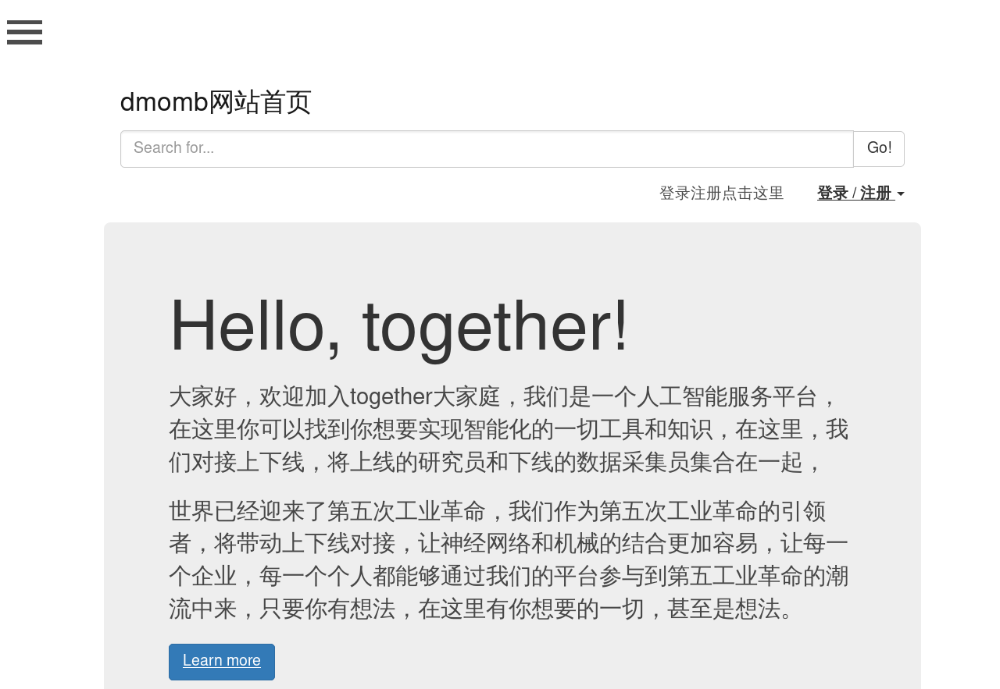 dmomb网站首页
Search for...
Go!
登录注册点击这里 登录 / 注册
Hello, together!
大家好，欢迎加入together大家庭，我们是一个人工智能服务平台，
在这里你可以找到你想要实现智能化的一切工具和知识，在这里，我
们对接上下线，将上线的研究员和下线的数据采集员集合在一起，
世界已经迎来了第五次工业革命，我们作为第五次工业革命的引领
者，将带动上下线对接，让神经网络和机械的结合更加容易，让每一
个企业，每一个个人都能够通过我们的平台参与到第五工业革命的潮
流中来，只要你有想法，在这里有你想要的一切，甚至是想法。
Learn more